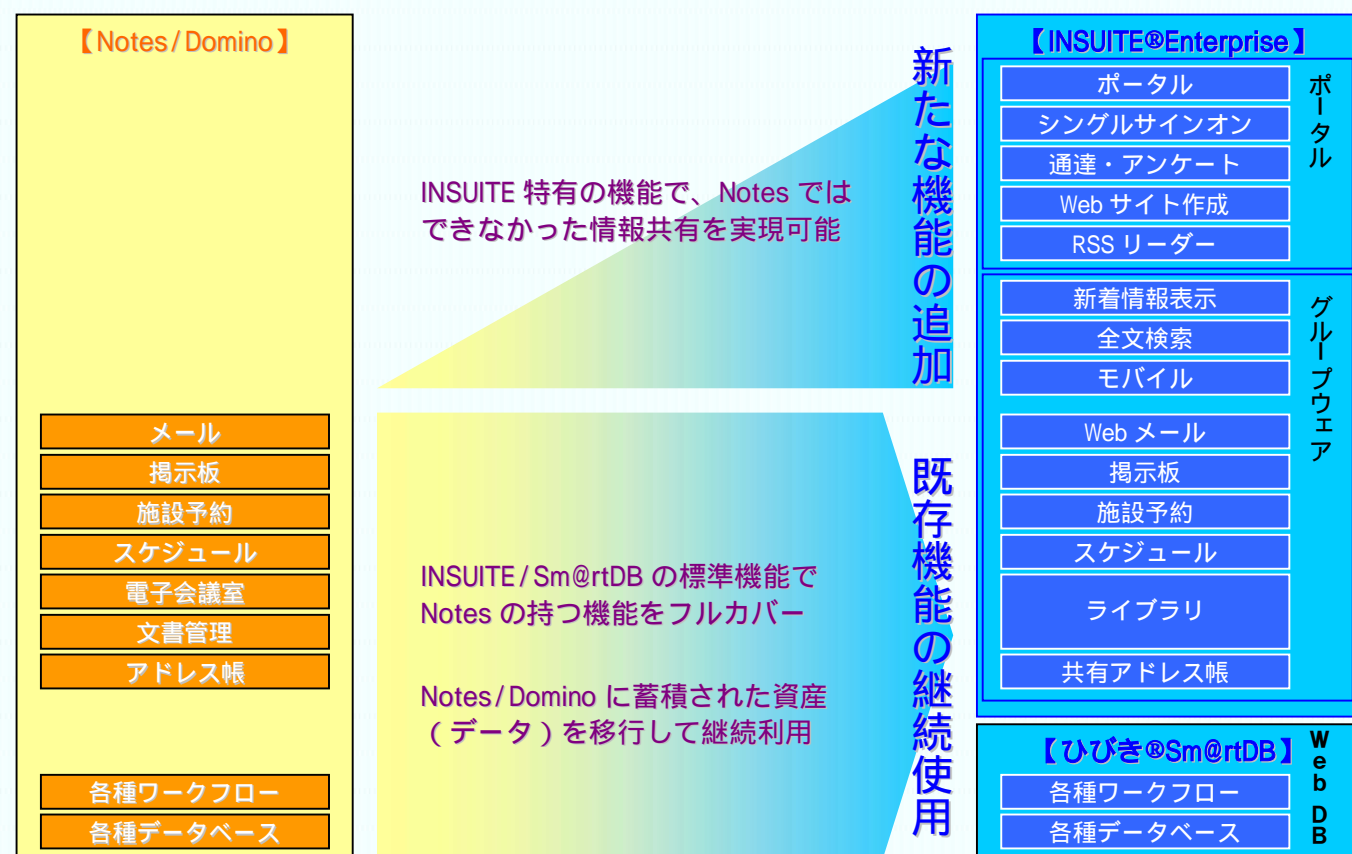 【Notes/Domino】
メール
掲示板
施設予約
スケジュール
電子会議室
文書管理
アドレス帳
各種ワークフロー
各種データベース
INSUITE 特有の機能で、Notes では
できなかった情報共有を実現可能
新たな機能の追加
INSUITE/Sm@rtDB の標準機能で
Notes の持つ機能をフルカバー
Notes/Domino に蓄積された資産
(データ)を移行して継続利用
既存機能の継続使用
【INSUITE®Enterprise】
ポータル
シングルサインオン
通達・アンケート
Web サイト作成
RSS リーダー
ポータル
新着情報表示
全文検索
モバイル
Web メール
掲示板
施設予約
スケジュール
ライブラリ
共有アドレス帳
グループウェア
【ひびき®Sm@rtDB】
各種ワークフロー
各種データベース
Web DB